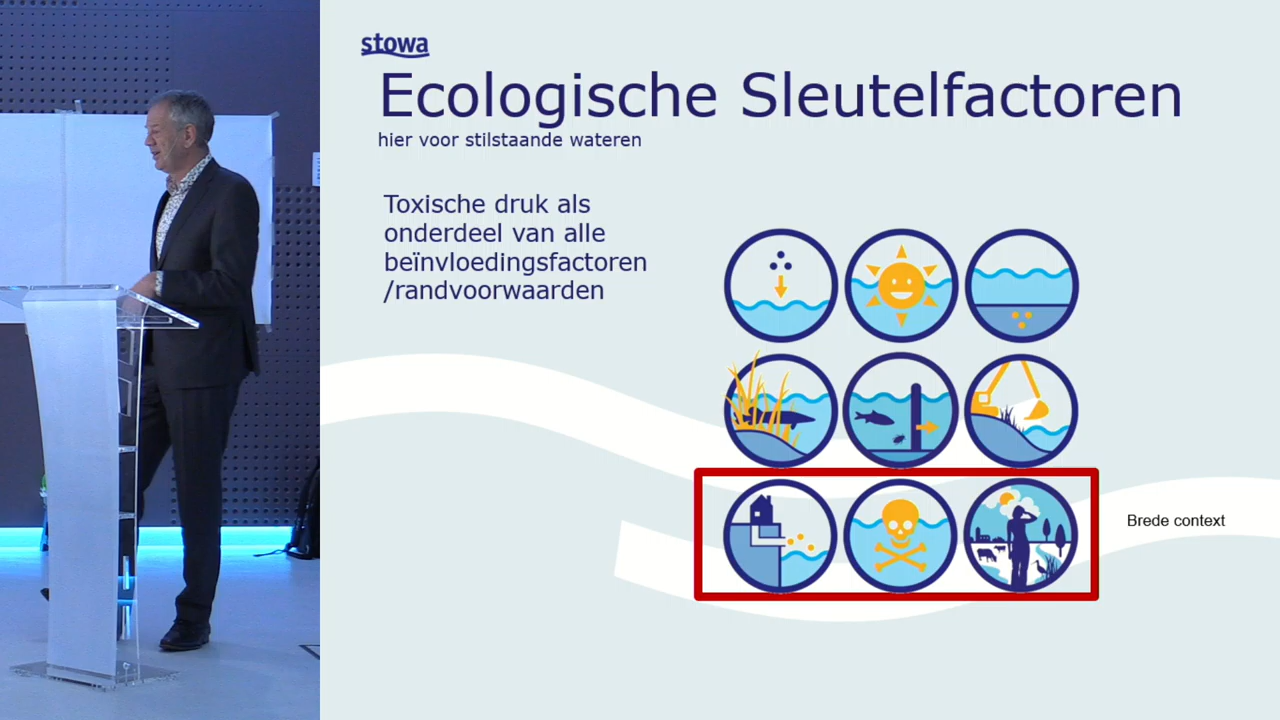 stowa
Ecologische Sleutelfactoren
hier voor stilstaande wateren
Toxische druk als
onderdeel van alle
beïnvloedingsfactoren
/randvoorwaarden
Brede context